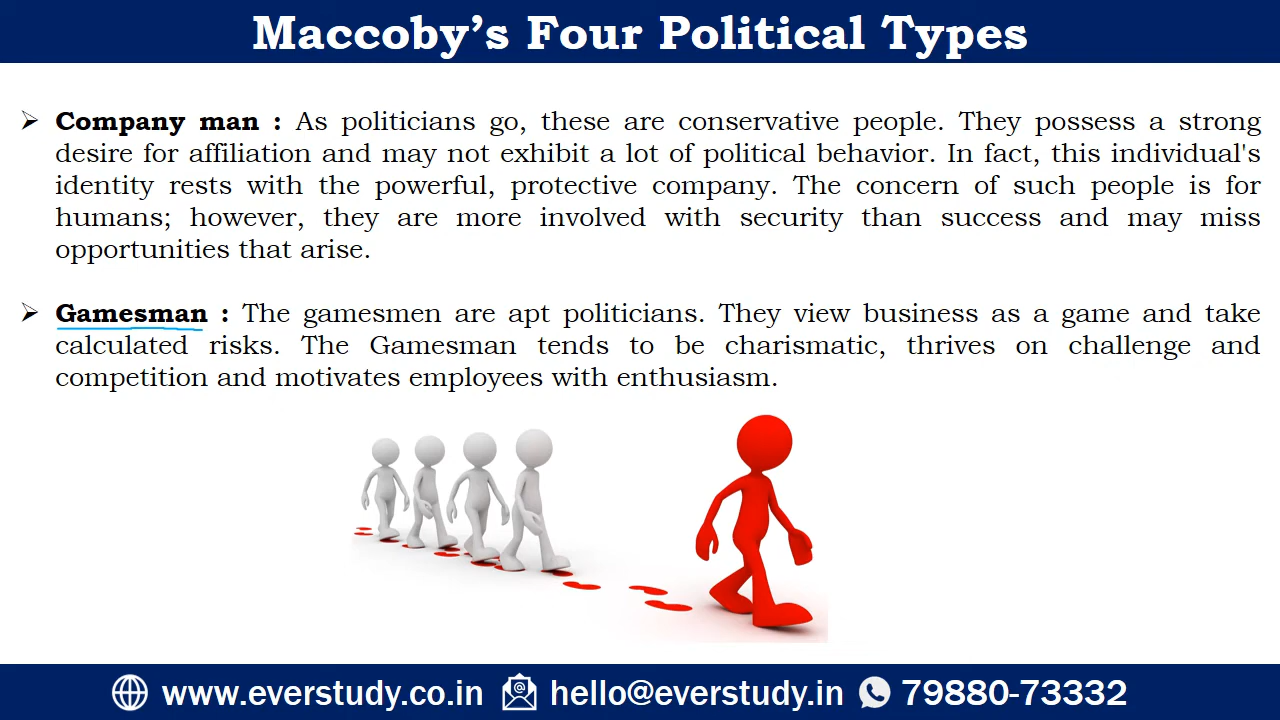 Maccoby's Four Political Types
➢ Company man : As politicians go, these are conservative people. They possess a strong
desire for affiliation and may not exhibit a lot of political behavior. In fact, this individual's
identity rests with the powerful, protective company. The concern of such people is for
humans; however, they are more involved with security than success and may miss
opportunities that arise.
➢ Gamesman : The gamesmen are apt politicians. They view business as a game and take
calculated risks. The Gamesman tends to be charismatic, thrives on challenge and
competition and motivates employees with enthusiasm.
www.everstudy.co.in hello@everstudy.in 79880-73332